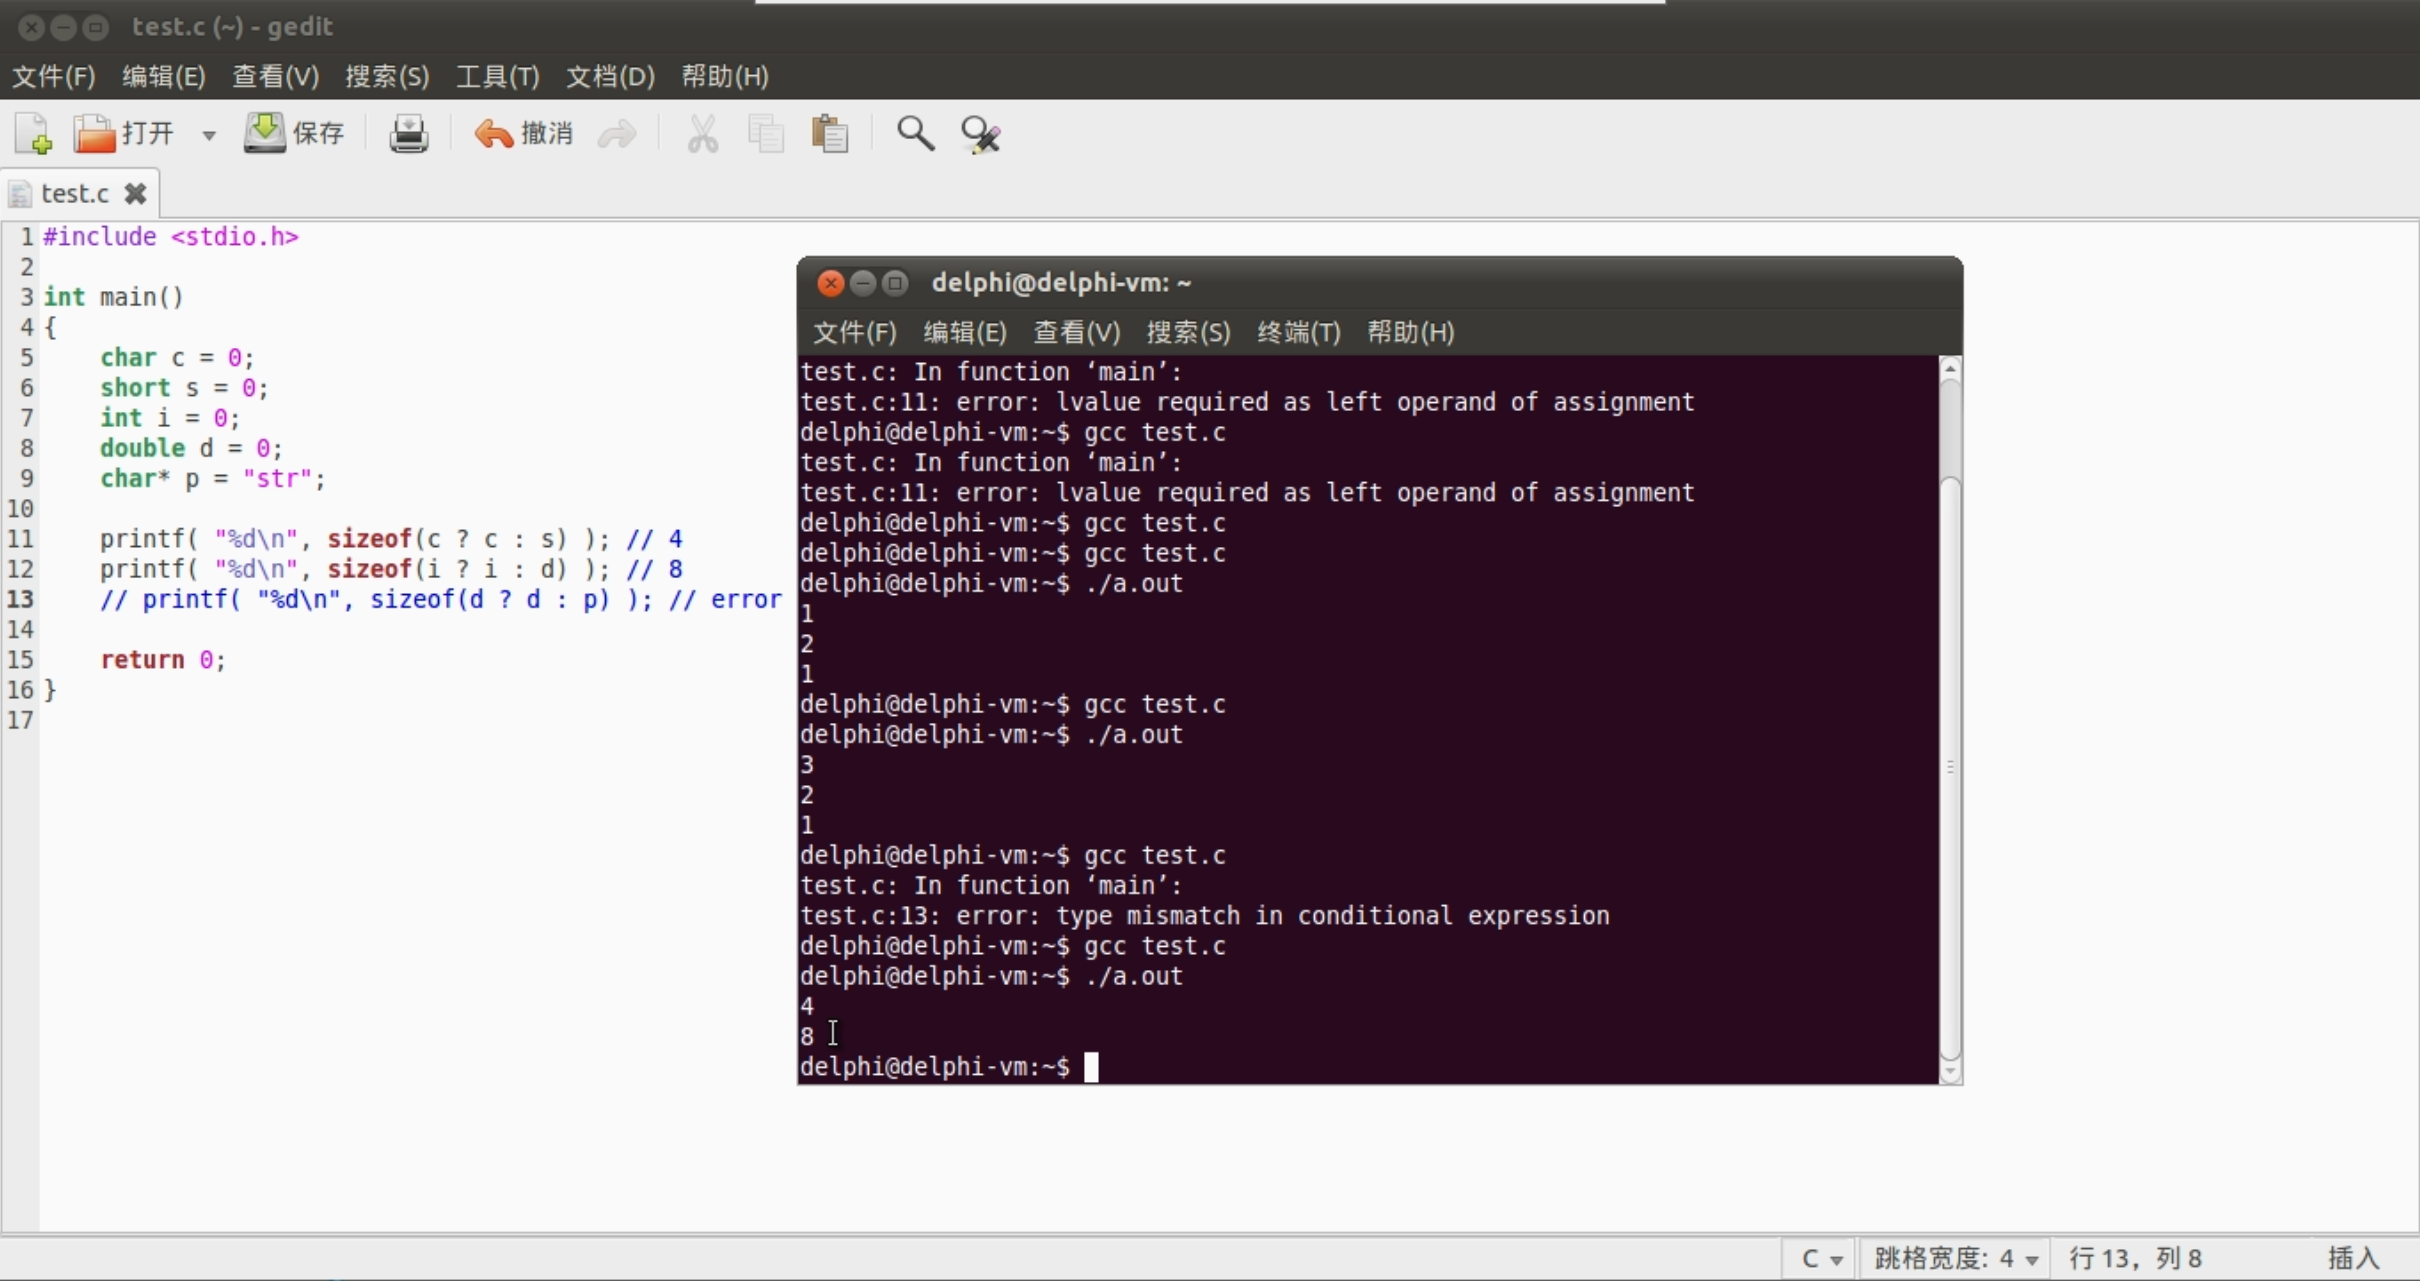 test.c (~) - gedit
文件(F) 编辑(E) 查看(V) 搜索(S) 工具(T) 文档(D) 帮助(H)
打开 保存 撤消
test.c
1 #include <stdio.h>
2
3 int main()
4 {
5     char c = 0;
6     short s = 0;
7     int i = 0;
8     double d = 0;
9     char* p = "str";
10
11     printf( "%d\n", sizeof(c ? c : s) ); // 4
12     printf( "%d\n", sizeof(i ? i : d) ); // 8
13     // printf( "%d\n", sizeof(d ? d : p) ); // error
14
15     return 0;
16 }
17
delphi@delphi-vm: ~
文件(F) 编辑(E) 查看(V) 搜索(S) 终端(T) 帮助(H)
test.c: In function ‘main’:
test.c:11: error: lvalue required as left operand of assignment
delphi@delphi-vm:~$ gcc test.c
test.c: In function ‘main’:
test.c:11: error: lvalue required as left operand of assignment
delphi@delphi-vm:~$ gcc test.c
delphi@delphi-vm:~$ gcc test.c
delphi@delphi-vm:~$ ./a.out
1
2
1
delphi@delphi-vm:~$ gcc test.c
delphi@delphi-vm:~$ ./a.out
3
2
1
delphi@delphi-vm:~$ gcc test.c
test.c: In function ‘main’:
test.c:13: error: type mismatch in conditional expression
delphi@delphi-vm:~$ gcc test.c
delphi@delphi-vm:~$ ./a.out
4
8
delphi@delphi-vm:~$
C 跳格宽度: 4 行 13，列 8 插入